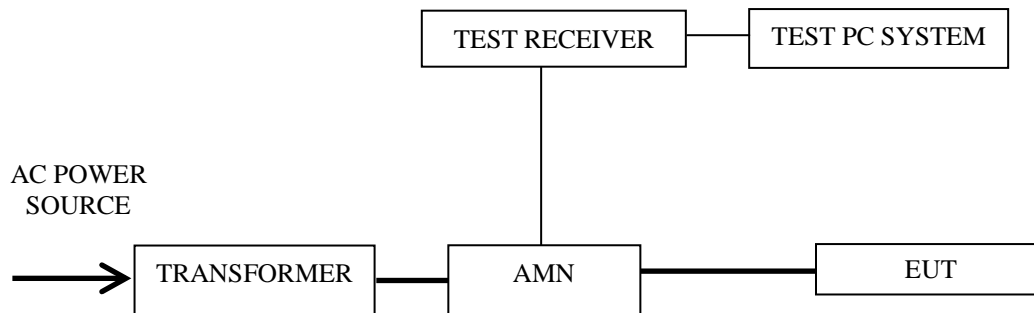 TEST RECEIVER
TEST PC SYSTEM
AC POWER
SOURCE
TRANSFORMER
AMN
EUT